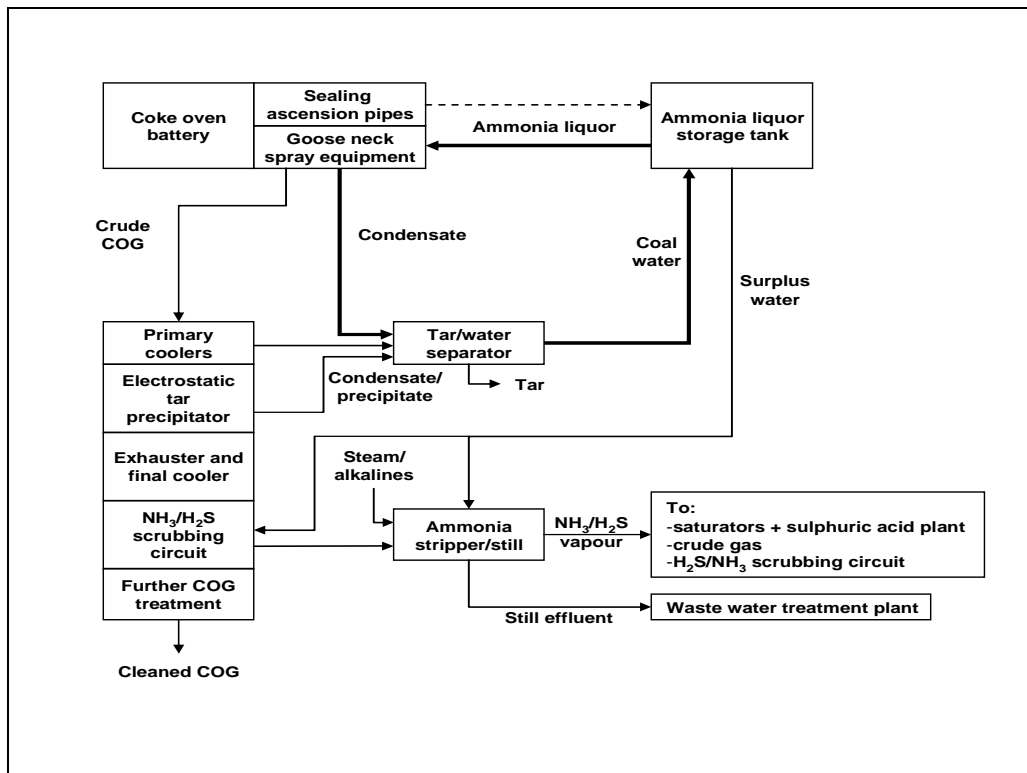 Coke oven
battery
Sealing
ascension pipes
Goose neck
spray equipment
Ammonia liquor
Ammonia liquor
storage tank
Crude
COG
Condensate
Coal
water
Surplus
water
Primary
coolers
Tar/water
separator
Electrostatic
tar
precipitator
Condensate/
precipitate
Tar
Exhauster and
final cooler
Steam/
alkalines
NH₃/H₂S
scrubbing
circuit
Ammonia
stripper/still
NH₃/H₂S
vapour
To:
-saturators + sulphuric acid plant
-crude gas
-H₂S/NH₃ scrubbing circuit
Further COG
treatment
Still effluent
Waste water treatment plant
Cleaned COG